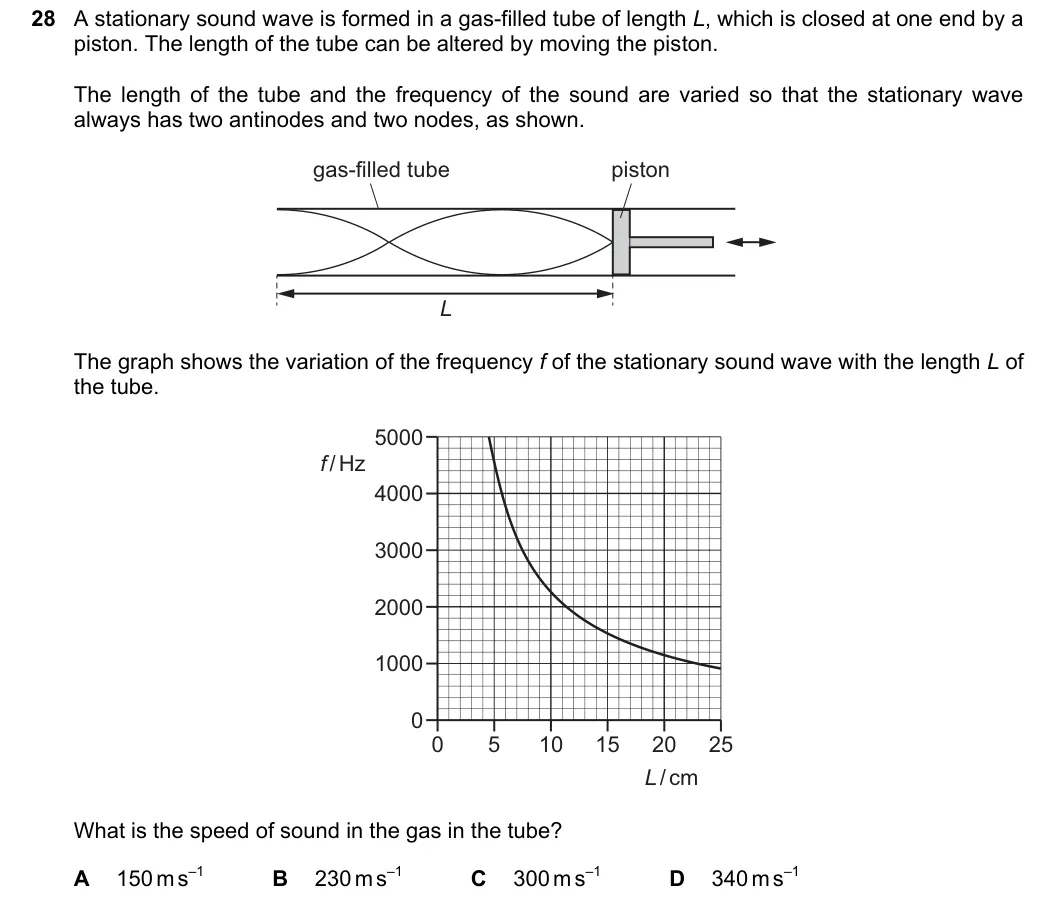 28 A stationary sound wave is formed in a gas-filled tube of length L, which is closed at one end by a
piston. The length of the tube can be altered by moving the piston.
The length of the tube and the frequency of the sound are varied so that the stationary wave
always has two antinodes and two nodes, as shown.
gas-filled tube piston
L
The graph shows the variation of the frequency f of the stationary sound wave with the length L of
the tube.
5000
f / Hz
4000
3000
2000
1000
0
0 5 10 15 20 25
L / cm
What is the speed of sound in the gas in the tube?
A 150 m s⁻¹ B 230 m s⁻¹ C 300 m s⁻¹ D 340 m s⁻¹